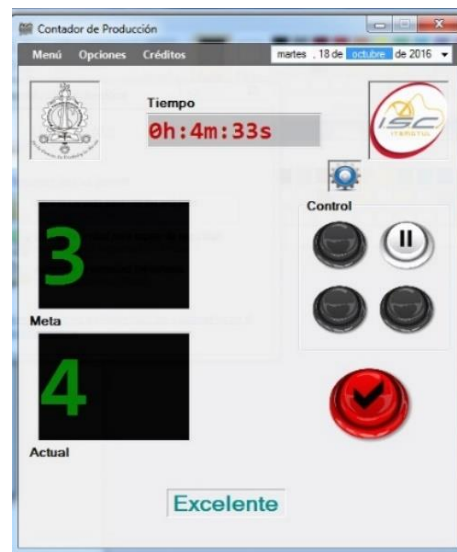 Contador de Producción
Menú Opciones Créditos martes , 18 de octubre de 2016
Tiempo
0h:4m:33s
ISC
ITSMOTUL
Control
3
Meta
4
Actual
Excelente